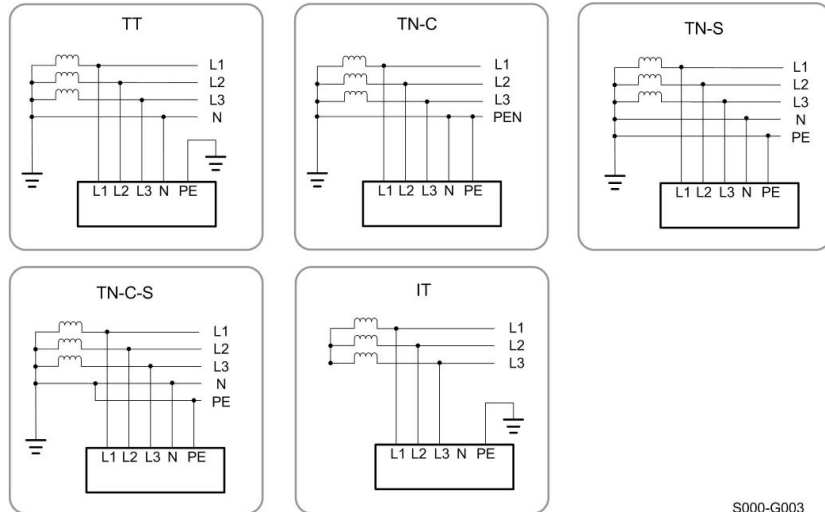 TT
L1
L2
L3
N
L1 L2 L3 N PE
TN-C
L1
L2
L3
PEN
L1 L2 L3 N PE
TN-S
L1
L2
L3
N
PE
L1 L2 L3 N PE
TN-C-S
L1
L2
L3
N
PE
L1 L2 L3 N PE
IT
L1
L2
L3
L1 L2 L3 N PE
S000-G003